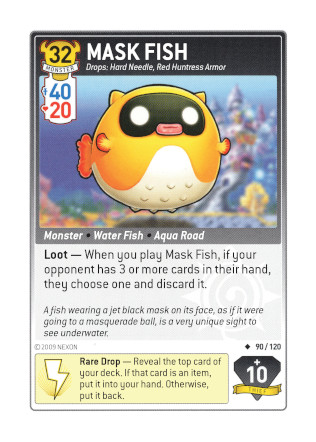 32
MONSTER
MASK FISH
Drops: Hard Needle, Red Huntress Armor
40
20
Monster • Water Fish • Aqua Road
Loot — When you play Mask Fish, if your
opponent has 3 or more cards in their hand,
they choose one and discard it.
A fish wearing a jet black mask on its face, as if it were
going to a masquerade ball, is a very unique sight to
see underwater.
©2009 NEXON
◆ 90/120
Rare Drop — Reveal the top card of
your deck. If that card is an item,
put it into your hand. Otherwise,
put it back.
+
10
THIEF